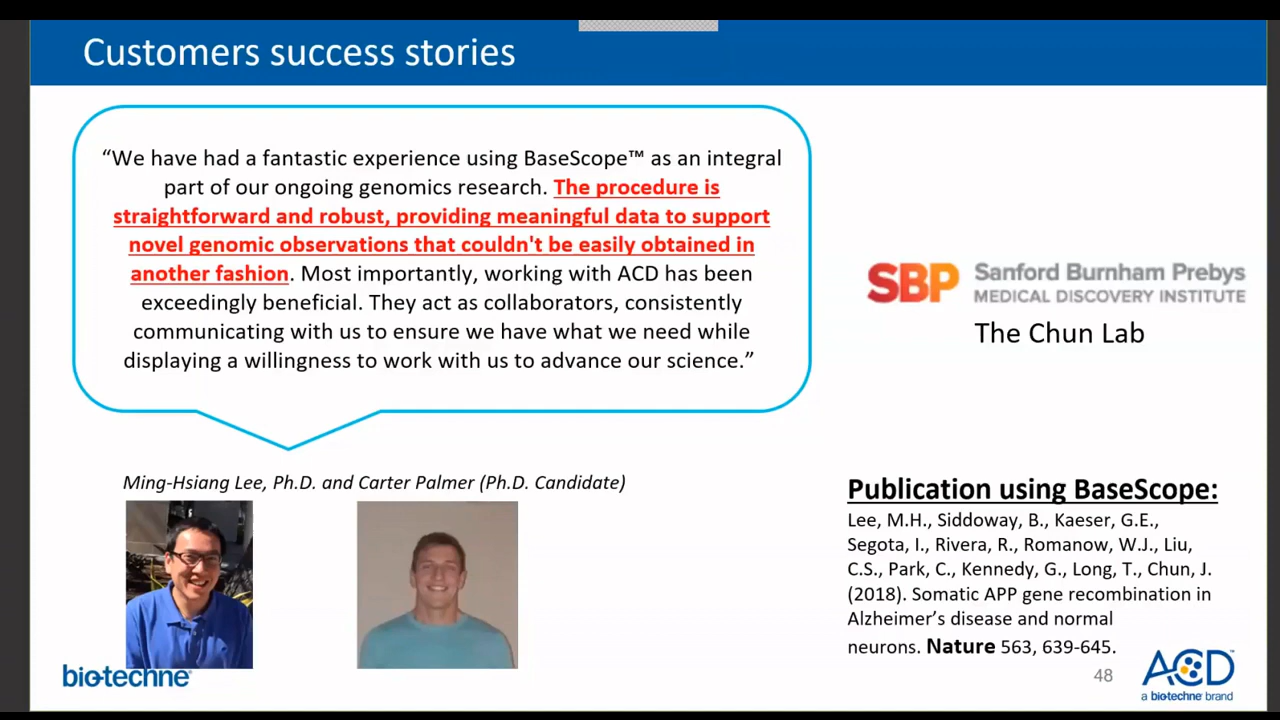 Customers success stories
“We have had a fantastic experience using BaseScope™ as an integral
part of our ongoing genomics research. The procedure is
straightforward and robust, providing meaningful data to support
novel genomic observations that couldn't be easily obtained in
another fashion. Most importantly, working with ACD has been
exceedingly beneficial. They act as collaborators, consistently
communicating with us to ensure we have what we need while
displaying a willingness to work with us to advance our science.”
SBP Sanford Burnham Prebys
MEDICAL DISCOVERY INSTITUTE
The Chun Lab
Ming-Hsiang Lee, Ph.D. and Carter Palmer (Ph.D. Candidate)
Publication using BaseScope:
Lee, M.H., Siddoway, B., Kaeser, G.E.,
Segota, I., Rivera, R., Romanow, W.J., Liu,
C.S., Park, C., Kennedy, G., Long, T., Chun, J.
(2018). Somatic APP gene recombination in
Alzheimer’s disease and normal
neurons. Nature 563, 639-645.
bio-techne®
48
ACD™
a bio-techne® brand